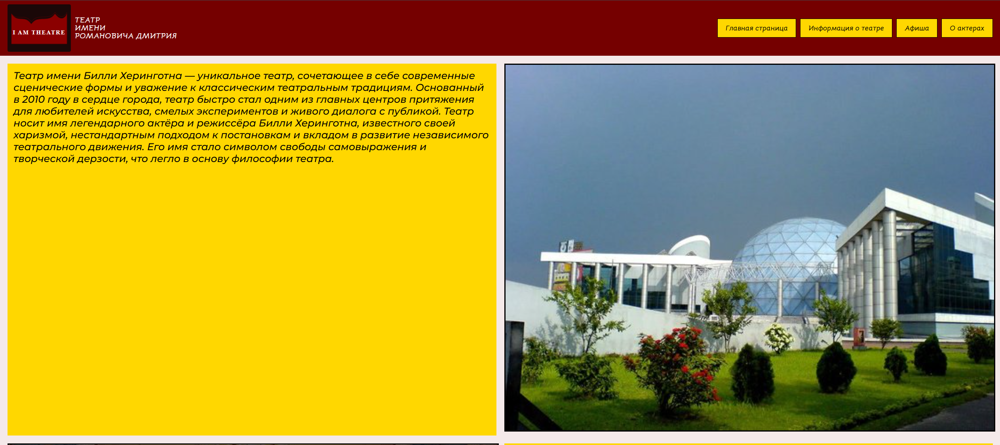 I AM THEATRE
ТЕАТР
ИМЕНИ
РОМАНОВИЧА ДМИТРИЯ
Главная страница
Информация о театре
Афиша
О актерах
Театр имени Билли Херинготна — уникальное театр, сочетающее в себе современные
сценические формы и уважение к классическим театральным традициям. Основанный
в 2010 году в сердце города, театр быстро стал одним из главных центров притяжения
для любителей искусства, смелых экспериментов и живого диалога с публикой. Театр
носит имя легендарного актёра и режиссёра Билли Херинготна, известного своей
харизмой, нестандартным подходом к постановкам и вкладом в развитие независимого
театрального движения. Его имя стало символом свободы самовыражения и
творческой дерзости, что легло в основу философии театра.